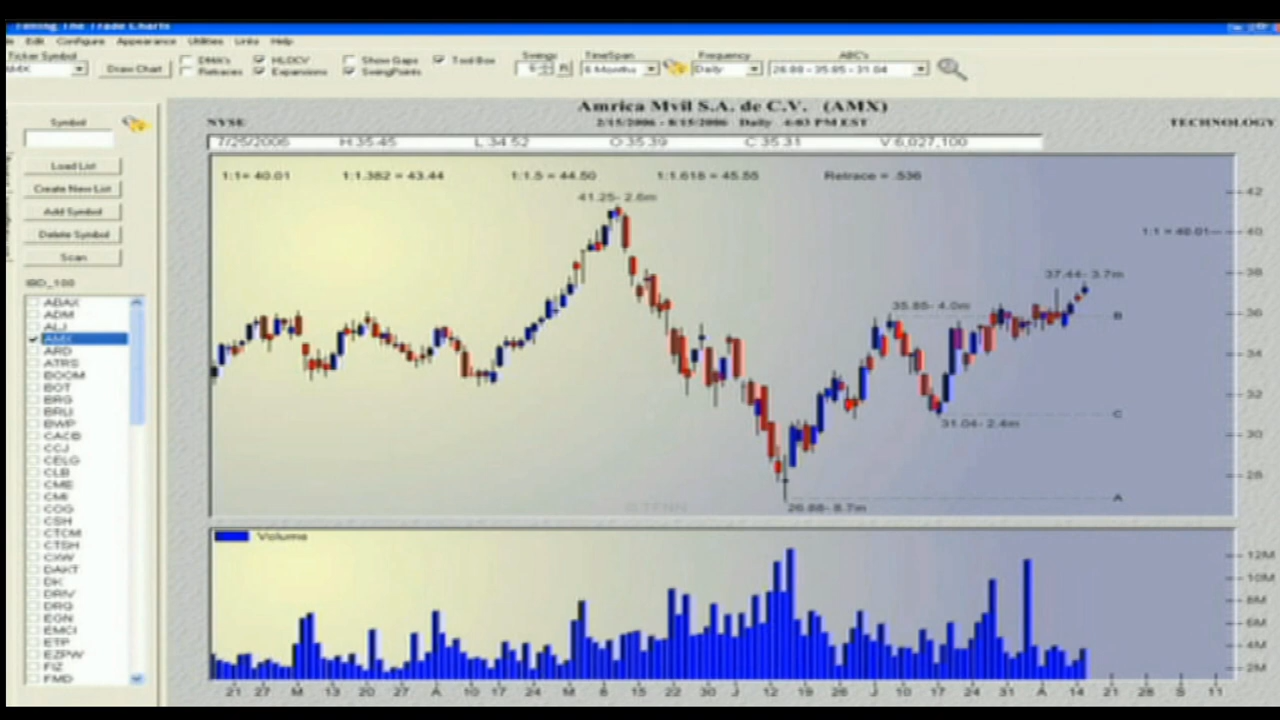 Timing The Trade Charts
Edit Configure Appearance Utilities Links Help
Ticker Symbol
AMX
Draw Chart
DMA's
Retraces
HLOCV
Expansions
Show Gaps
SwingPoints
Tool Box
Swings
TimeSpan
6 Months
Frequency
Daily
ABC's
26.88 - 35.85 - 31.04
Amrica Mvil S.A. de C.V. (AMX)
NYSE
2/15/2006 - 8/15/2006 Daily 4:03 PM EST
TECHNOLOGY
7/25/2006 H:35.45 L:34.52 O:35.39 C:35.31 V:6,027,100
1:1= 40.01 1:1.382 = 43.44 1:1.5 = 44.50 1:1.618 = 45.55 Retrace = .536
Symbol
Load List
Create New List
Add Symbol
Delete Symbol
Scan
IBD_100
ABAX
ADM
ALJ
AMX
ARD
ATRS
BOOM
BOT
BRG
BRLI
BWP
CACB
CCJ
CELG
CLB
CME
CMI
COG
CSH
CTCM
CTSH
CXW
DAKT
DK
DRIV
DRQ
EGN
EMCI
ETP
EZPW
FIZ
FMD
41.25- 2.6m
1:1 = 40.01
37.44- 3.7m
35.85- 4.0m
B
31.04- 2.4m
C
26.88- 8.7m
A
42
40
38
36
34
32
30
28
Volume
12M
10M
8M
6M
4M
2M
21 27 M 13 20 27 A 10 17 24 M 8 15 22 30 J 12 19 26 J 10 17 24 31 A 14 21 28 S 11